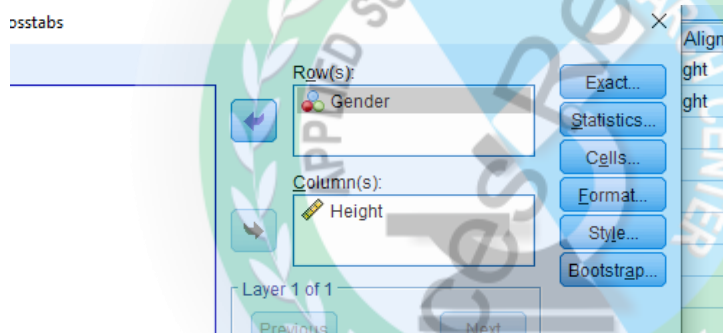 osstabs
Align
Row(s):
Gender
ght
ght
Exact...
Statistics...
Cells...
Format...
Style...
Bootstrap...
Column(s):
Height
Layer 1 of 1
Previous
Next
APPLIED